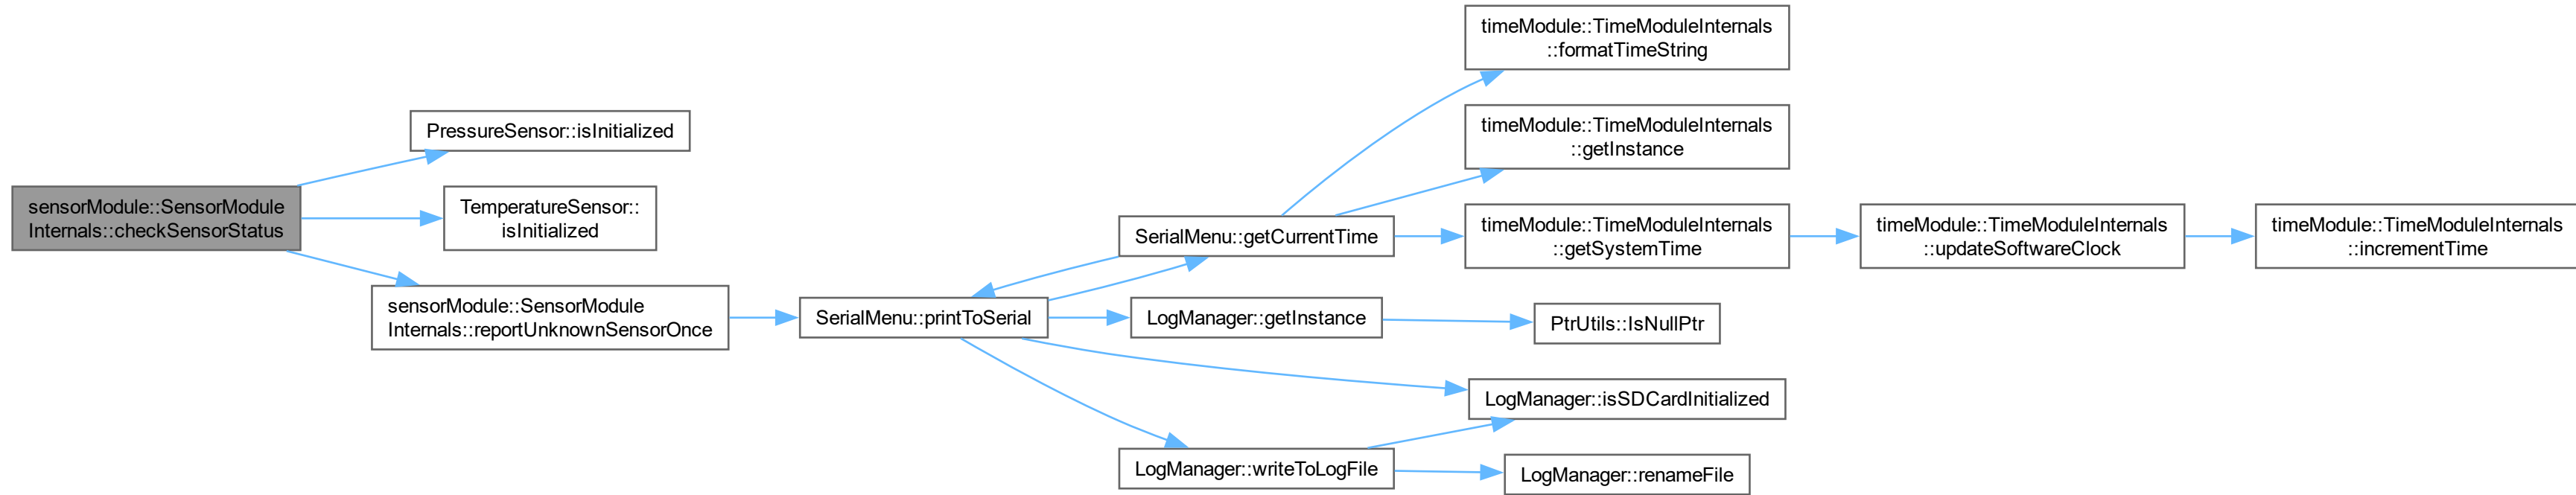 sensorModule::SensorModule
Internals::checkSensorStatus
PressureSensor::isInitialized
TemperatureSensor::
isInitialized
sensorModule::SensorModule
Internals::reportUnknownSensorOnce
SerialMenu::printToSerial
SerialMenu::getCurrentTime
timeModule::TimeModuleInternals
::formatTimeString
timeModule::TimeModuleInternals
::getInstance
timeModule::TimeModuleInternals
::getSystemTime
timeModule::TimeModuleInternals
::updateSoftwareClock
timeModule::TimeModuleInternals
::incrementTime
LogManager::getInstance
PtrUtils::IsNullPtr
LogManager::isSDCardInitialized
LogManager::writeToLogFile
LogManager::renameFile